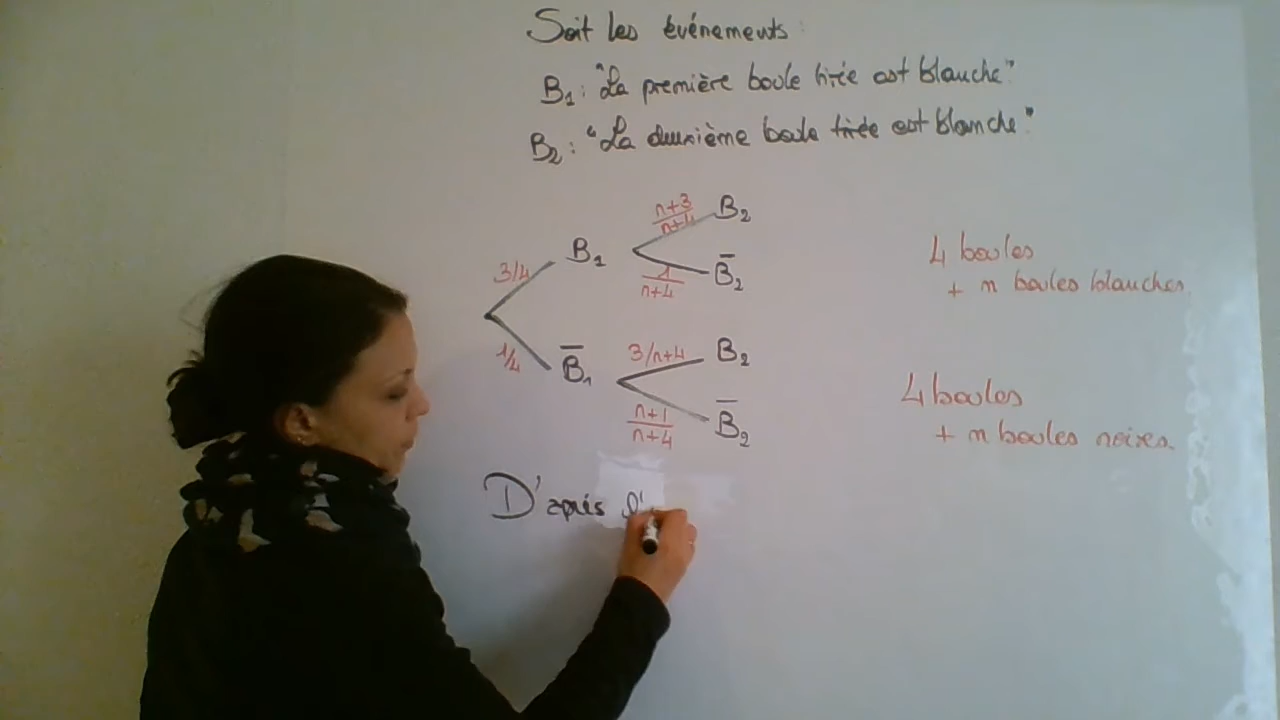 Soit les événements :
B₁ : "La première boule tirée est blanche"
B₂ : "La deuxième boule tirée est blanche"
n+3/n+4 B₂
3/4 B₁
1/n+4 B̄₂
1/4 B̄₁
3/n+4 B₂
n+1/n+4 B̄₂
4 boules
+ n boules blanches.
4 boules
+ n boules noires.
D'après l'